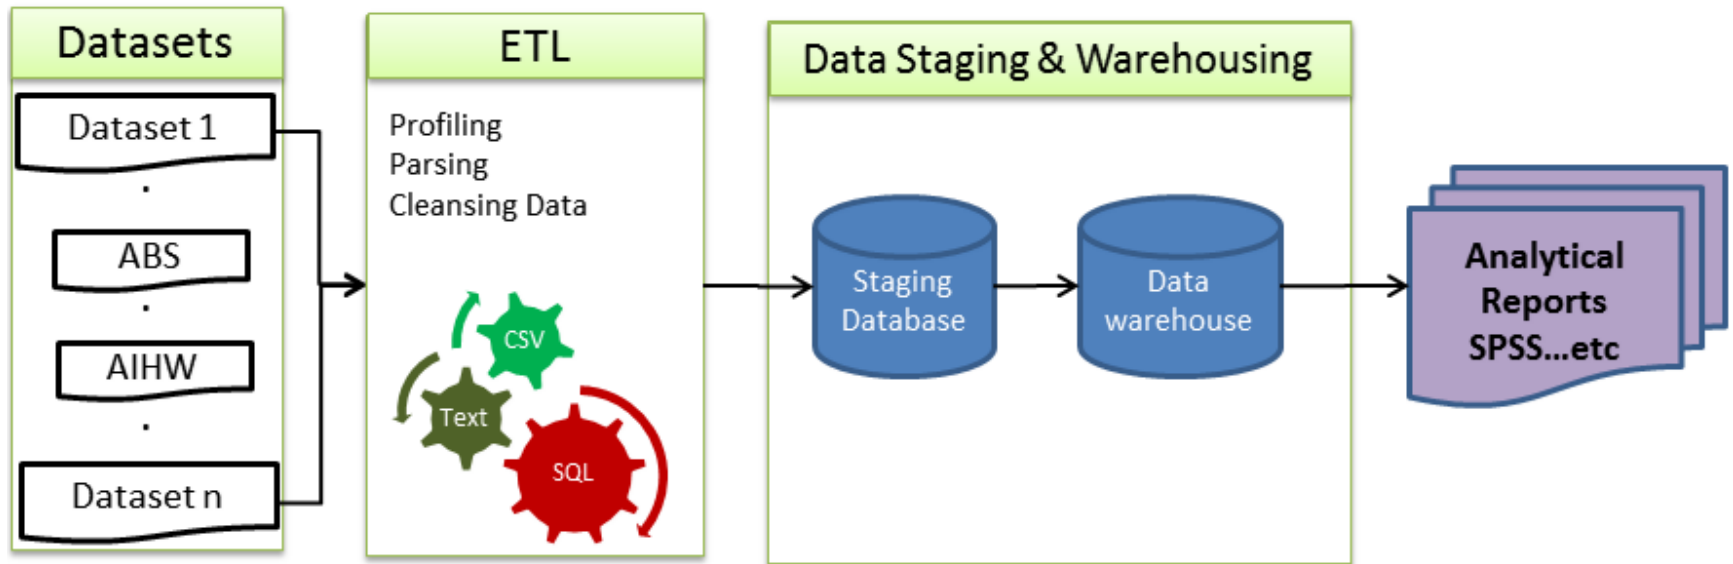 Datasets
Dataset 1
.
ABS
.
AIHW
.
Dataset n
ETL
Profiling
Parsing
Cleansing Data
CSV
Text
SQL
Data Staging & Warehousing
Staging
Database
Data
warehouse
Analytical
Reports
SPSS...etc